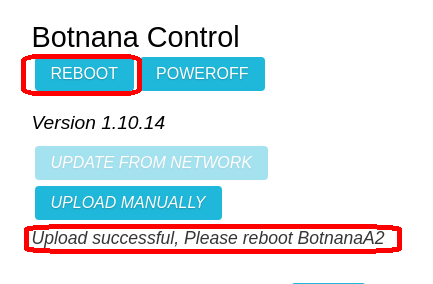 Botnana Control
REBOOT POWEROFF
Version 1.10.14
UPDATE FROM NETWORK
UPLOAD MANUALLY
Upload successful, Please reboot BotnanaA2